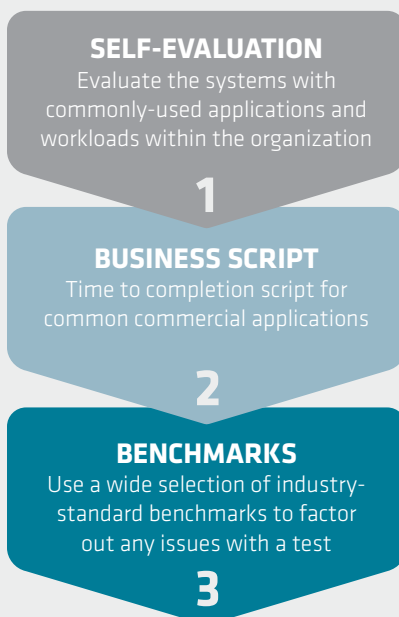 SELF-EVALUATION
Evaluate the systems with
commonly-used applications and
workloads within the organization
1
BUSINESS SCRIPT
Time to completion script for
common commercial applications
2
BENCHMARKS
Use a wide selection of industry-
standard benchmarks to factor
out any issues with a test
3